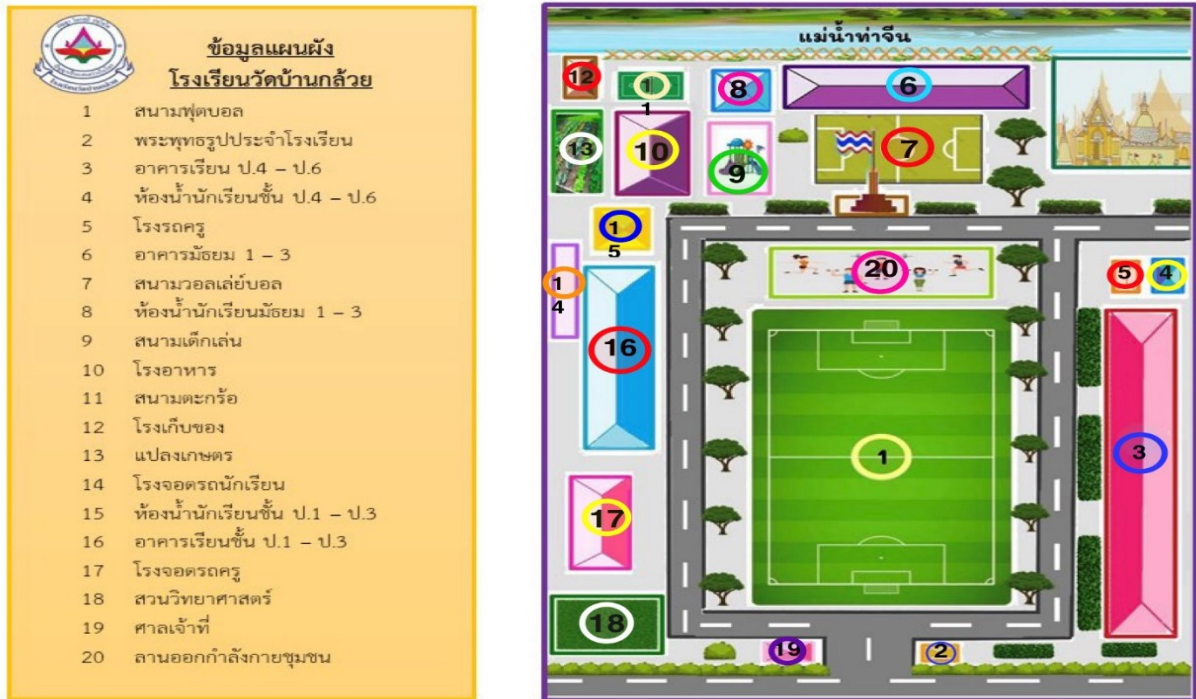 ข้อมูลแผนผัง
โรงเรียนวัดบ้านกล้วย
1 สนามฟุตบอล
2 พระพุทธรูปประจำโรงเรียน
3 อาคารเรียน ป.4 – ป.6
4 ห้องน้ำนักเรียนชั้น ป.4 – ป.6
5 โรงรถครู
6 อาคารมัธยม 1 – 3
7 สนามวอลเล่ย์บอล
8 ห้องน้ำนักเรียนมัธยม 1 – 3
9 สนามเด็กเล่น
10 โรงอาหาร
11 สนามตะกร้อ
12 โรงเก็บของ
13 แปลงเกษตร
14 โรงจอดรถนักเรียน
15 ห้องน้ำนักเรียนชั้น ป.1 – ป.3
16 อาคารเรียนชั้น ป.1 – ป.3
17 โรงจอดรถครู
18 สวนวิทยาศาสตร์
19 ศาลเจ้าที่
20 ลานออกกำลังกายชุมชน
แม่น้ำท่าจีน
12
11
8
6
13
10
9
7
15
14
20
5
4
16
1
3
17
18
19
2